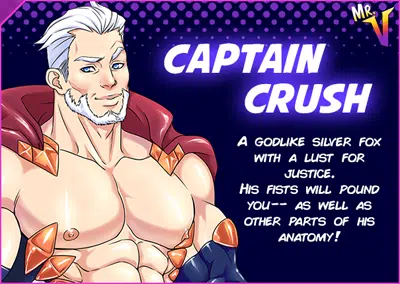 MR. V
CAPTAIN
CRUSH
A GODLIKE SILVER FOX
WITH A LUST FOR
JUSTICE.
HIS FISTS WILL POUND
YOU-- AS WELL AS
OTHER PARTS OF HIS
ANATOMY!